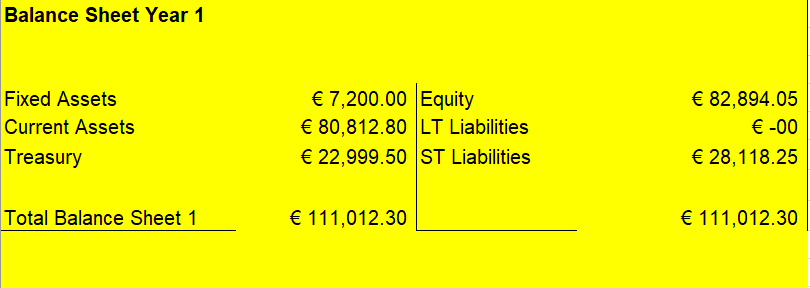 Balance Sheet Year 1
Fixed Assets € 7,200.00 Equity € 82,894.05
Current Assets € 80,812.80 LT Liabilities € -00
Treasury € 22,999.50 ST Liabilities € 28,118.25
Total Balance Sheet 1 € 111,012.30 € 111,012.30